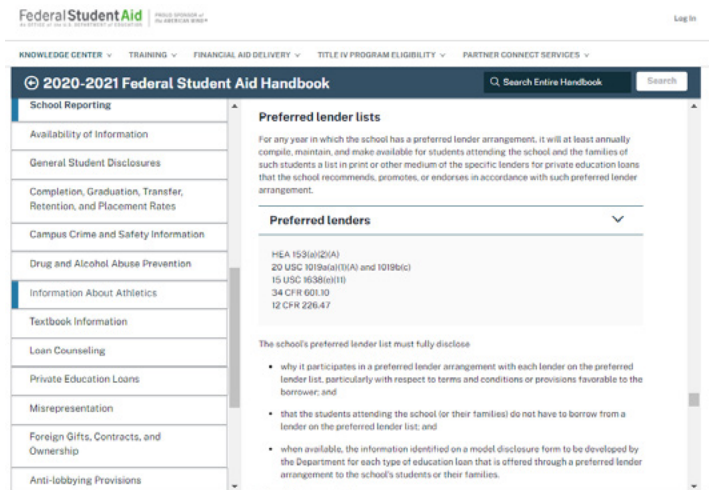 Federal Student Aid
An OFFICE of the U.S. DEPARTMENT of EDUCATION
PROUD SPONSOR of
the AMERICAN MIND®
Log In
KNOWLEDGE CENTER
TRAINING
FINANCIAL AID DELIVERY
TITLE IV PROGRAM ELIGIBILITY
PARTNER CONNECT SERVICES
2020-2021 Federal Student Aid Handbook
Search Entire Handbook
Search
School Reporting
Availability of Information
General Student Disclosures
Completion, Graduation, Transfer,
Retention, and Placement Rates
Campus Crime and Safety Information
Drug and Alcohol Abuse Prevention
Information About Athletics
Textbook Information
Loan Counseling
Private Education Loans
Misrepresentation
Foreign Gifts, Contracts, and
Ownership
Anti-lobbying Provisions
Preferred lender lists
For any year in which the school has a preferred lender arrangement, it will at least annually
compile, maintain, and make available for students attending the school and the families of
such students a list in print or other medium of the specific lenders for private education loans
that the school recommends, promotes, or endorses in accordance with such preferred lender
arrangement.
Preferred lenders
HEA 153(a)(2)(A)
20 USC 1019a(a)(1)(A) and 1019b(c)
15 USC 1638(e)(11)
34 CFR 601.10
12 CFR 226.47
The school's preferred lender list must fully disclose
• why it participates in a preferred lender arrangement with each lender on the preferred
lender list, particularly with respect to terms and conditions or provisions favorable to the
borrower; and
• that the students attending the school (or their families) do not have to borrow from a
lender on the preferred lender list; and
• when available, the information identified on a model disclosure form to be developed by
the Department for each type of education loan that is offered through a preferred lender
arrangement to the school's students or their families.